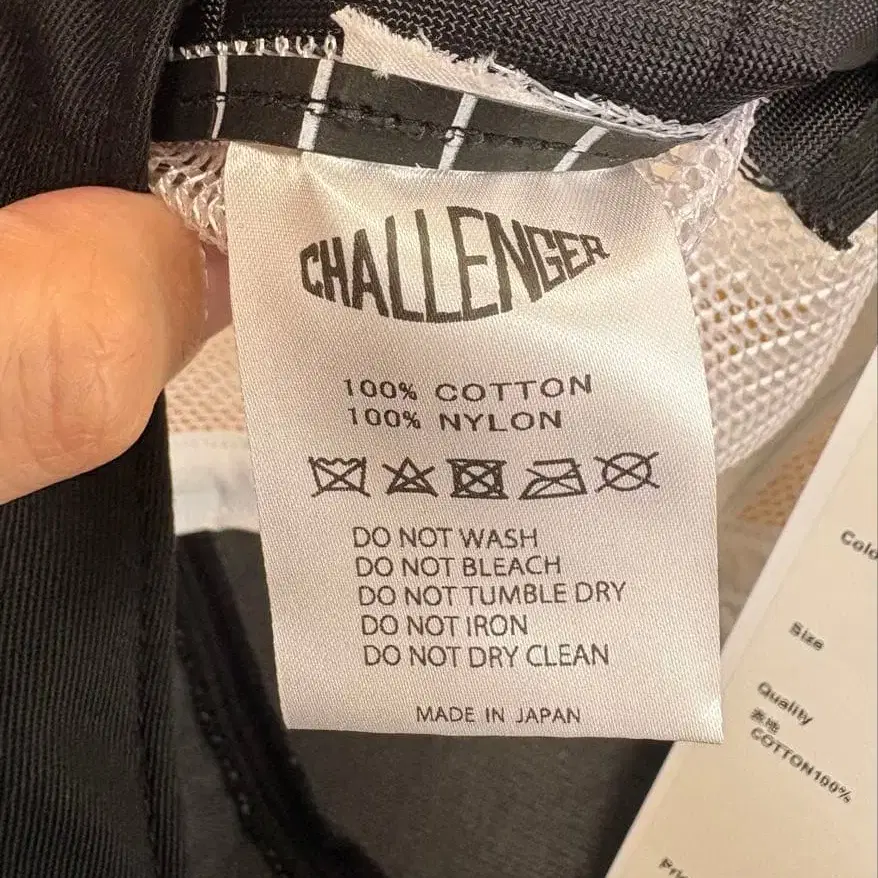 CHALLENGER
100% COTTON
100% NYLON
DO NOT WASH
DO NOT BLEACH
DO NOT TUMBLE DRY
DO NOT IRON
DO NOT DRY CLEAN
MADE IN JAPAN
Size
Quality
表地
COTTON100%